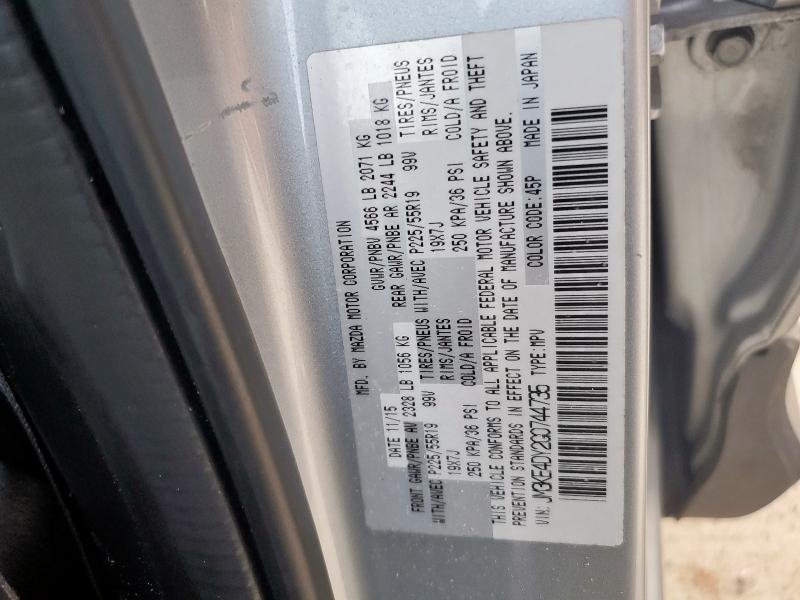 MFD. BY MAZDA MOTOR CORPORATION
DATE 11/15 GVWR/PNBV 4566 LB 2071 KG
FRONT GAWR/PNBE AV 2328 LB 1056 KG REAR GAWR/PNBE AR 2244 LB 1018 KG
WITH/AVEC P225/55R19 99V TIRES/PNEUS WITH/AVEC P225/55R19 99V TIRES/PNEUS
19X7J RIMS/JANTES 19X7J RIMS/JANTES
250 KPA/36 PSI COLD/A FROID 250 KPA/36 PSI COLD/A FROID
THIS VEHICLE CONFORMS TO ALL APPLICABLE FEDERAL MOTOR VEHICLE SAFETY AND THEFT
PREVENTION STANDARDS IN EFFECT ON THE DATE OF MANUFACTURE SHOWN ABOVE.
VIN: JM3KE4DY2G0744735 TYPE: MPV COLOR CODE: 45P MADE IN JAPAN